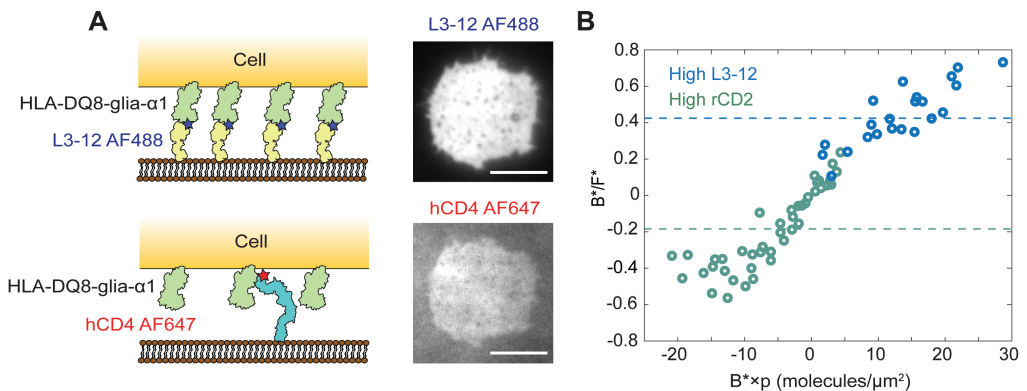 A
Cell
HLA-DQ8-glia-α1
L3-12 AF488
L3-12 AF488
Cell
HLA-DQ8-glia-α1
hCD4 AF647
hCD4 AF647
B
High L3-12
High rCD2
0.8
0.6
0.4
0.2
0
-0.2
-0.4
-0.6
-0.8
B*/F*
-20 -10 0 10 20 30
B*×p (molecules/μm²)